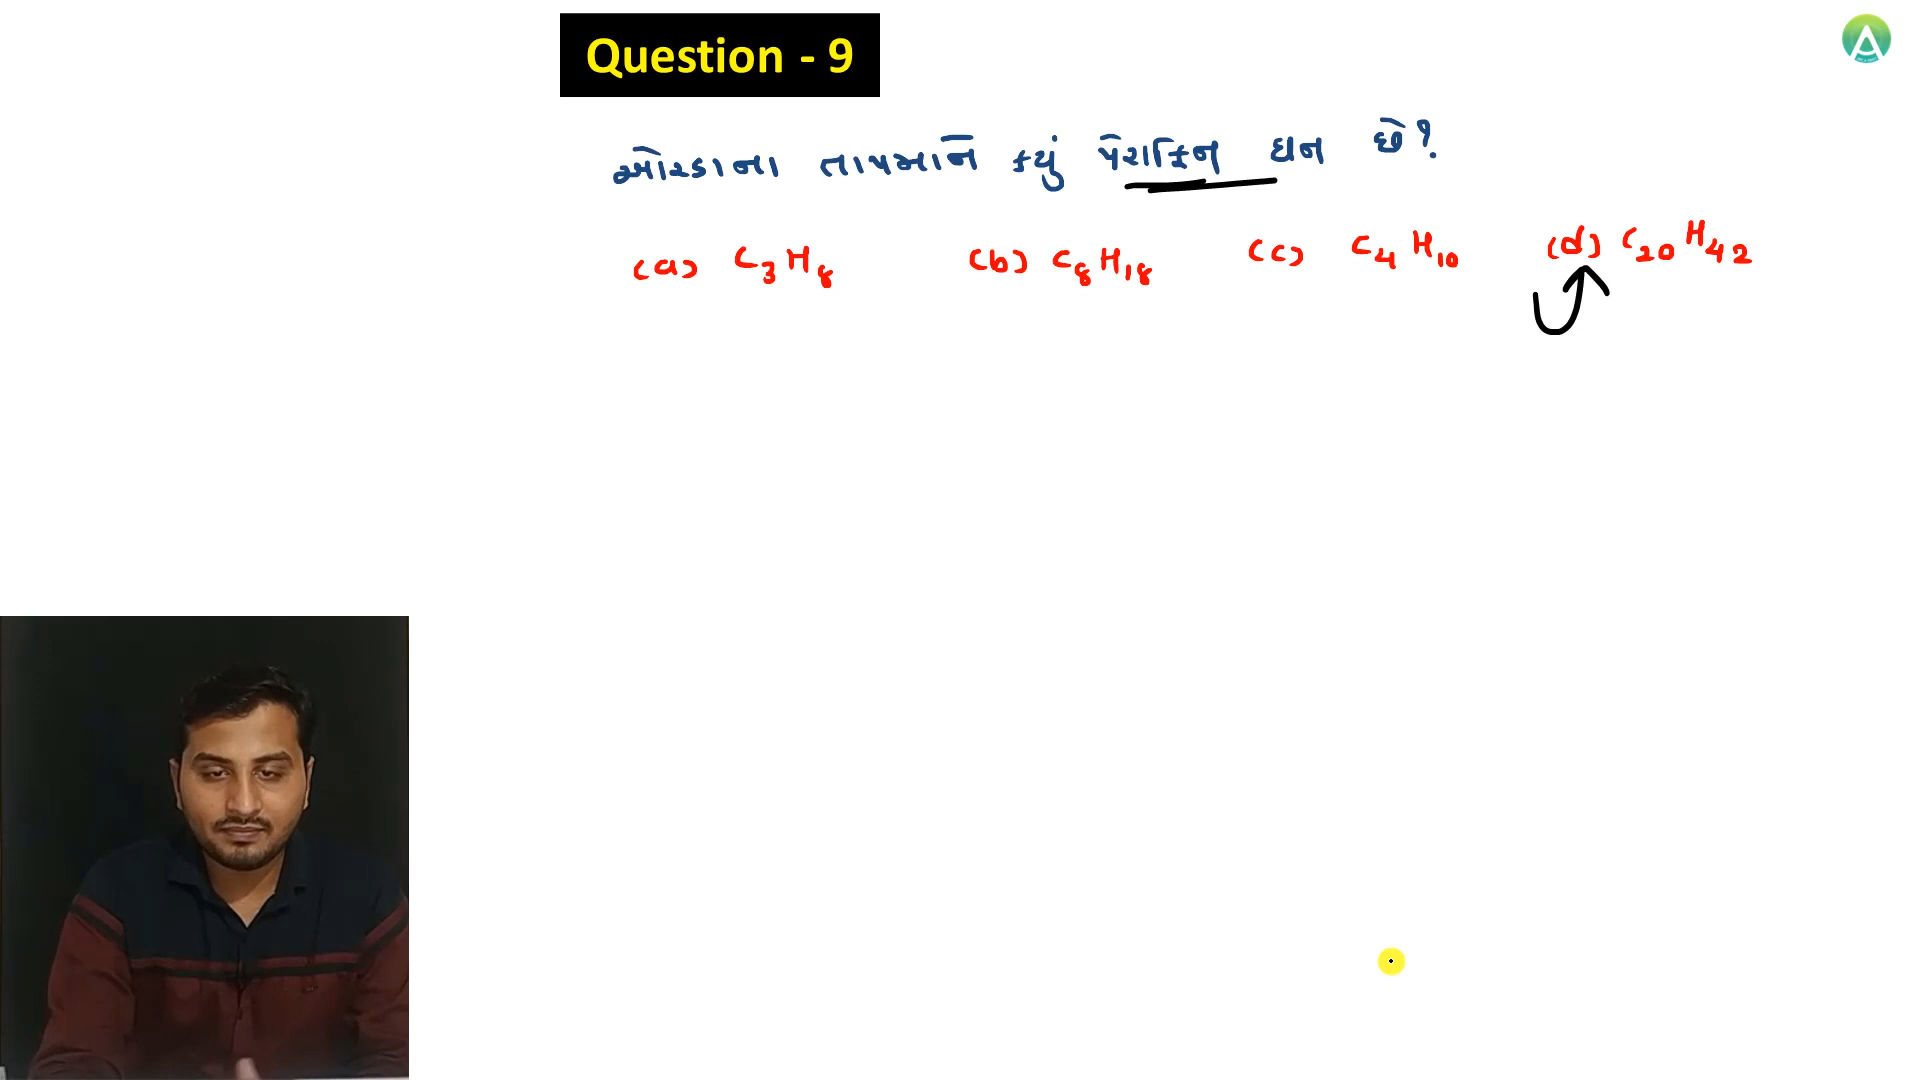 Question - 9
ઓરડાના તાપમાને કયું પેરાફિન ઘન છે?
(a) C₃H₈ (b) C₈H₁₈ (c) C₄H₁₀ (d) C₂₀H₄₂